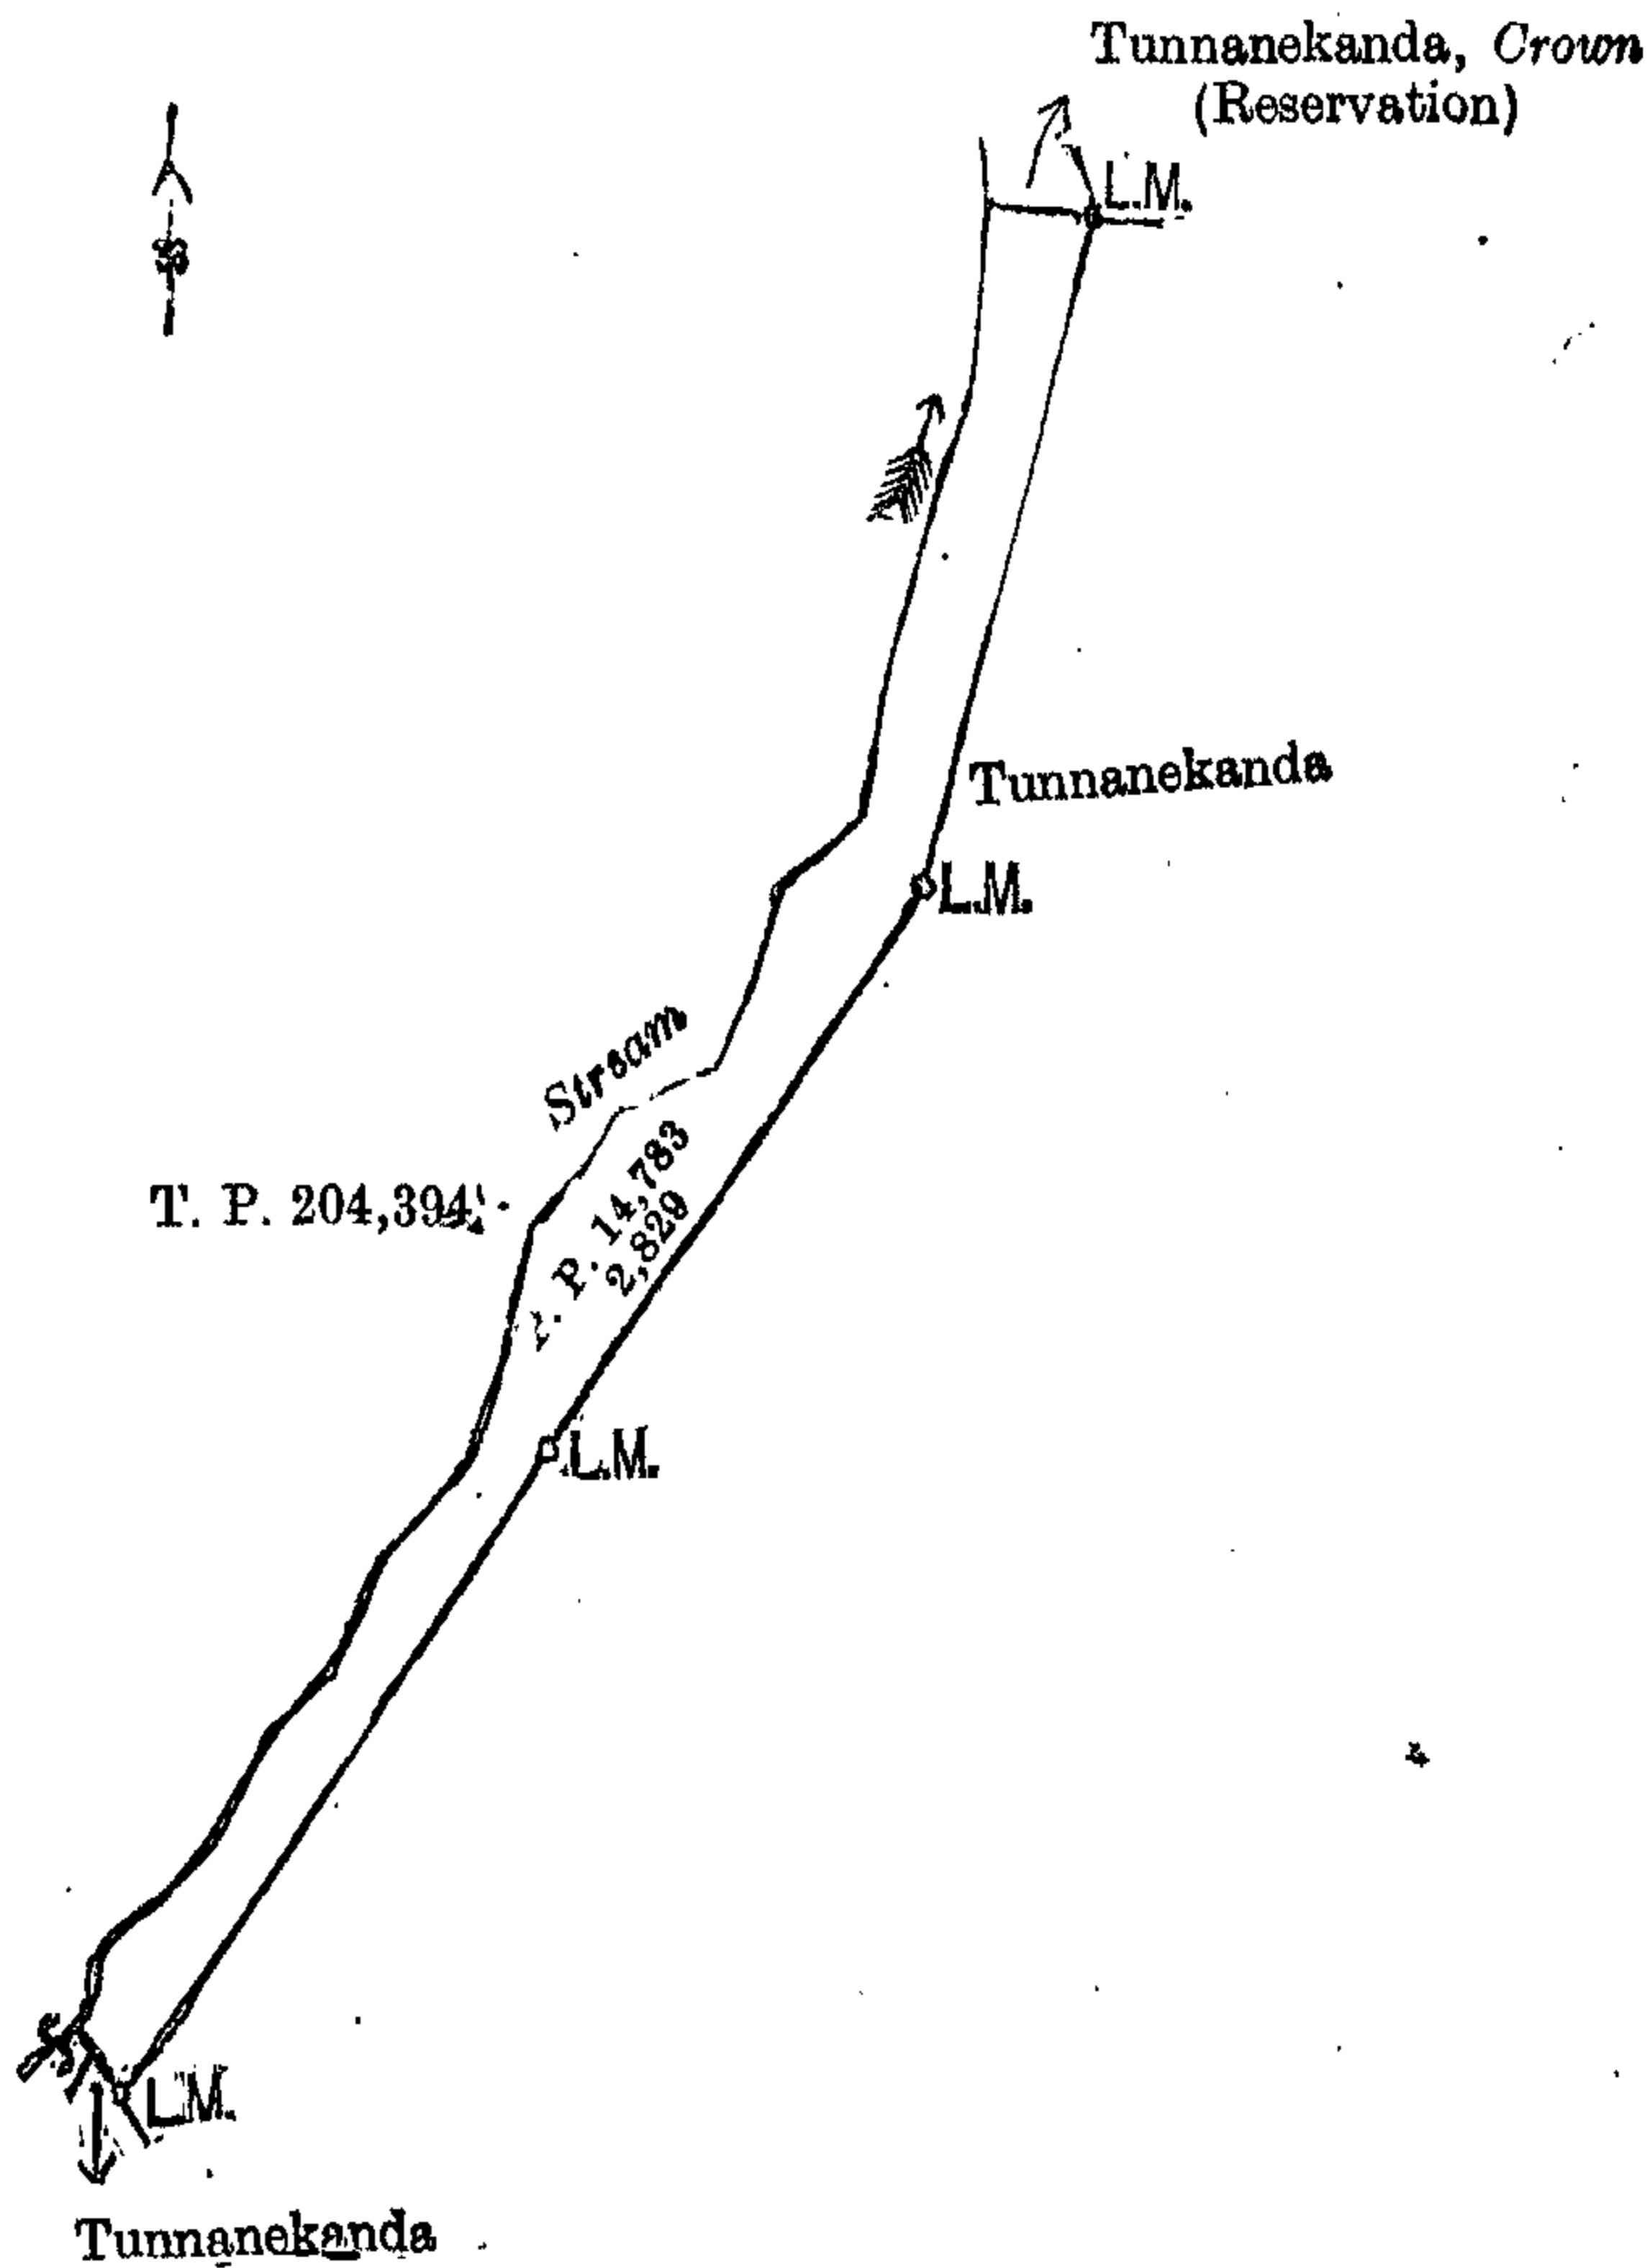 Tunnanekanda, Crown
(Reservation)
L.M.
Tunnanekanda
L.M.
Stream
T. P. 204,394
P. 14,783
2,829
L.M.
L.M.
Tunnanekanda